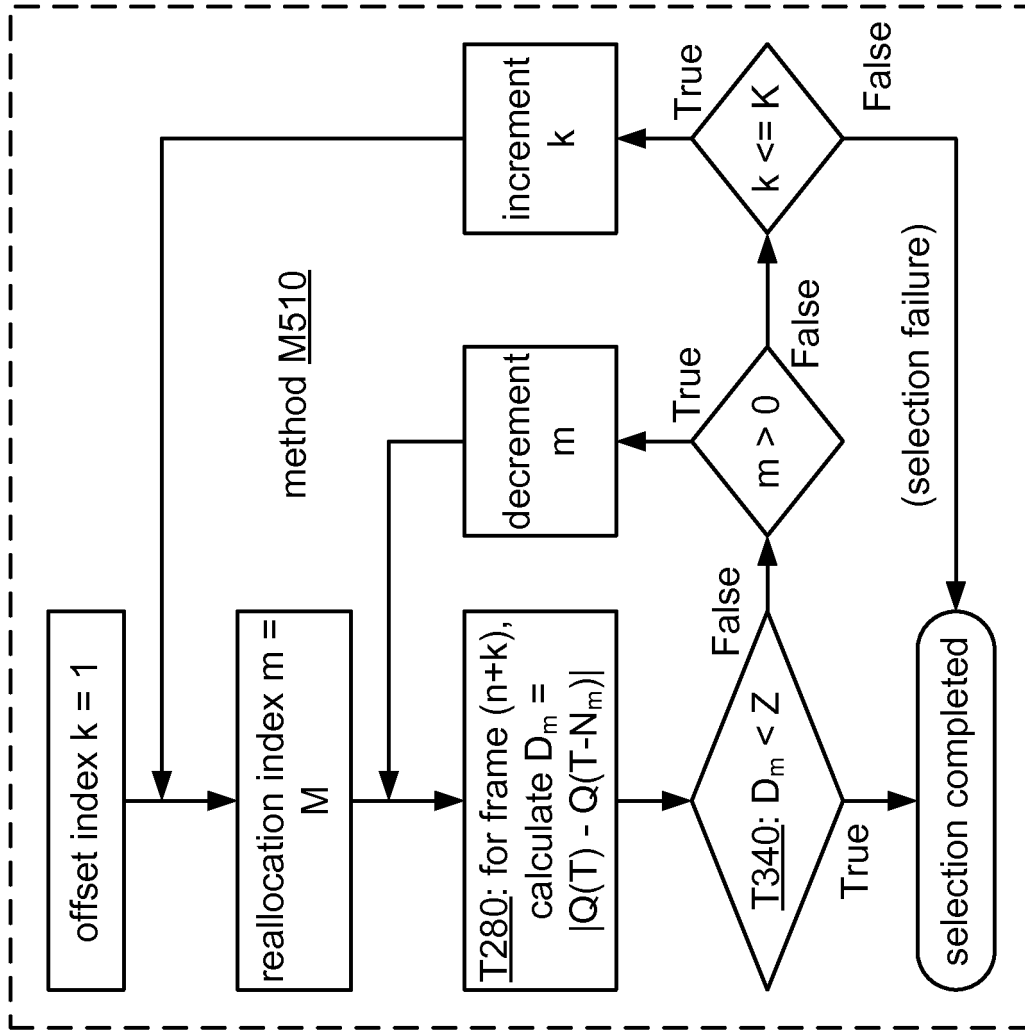 offset index k = 1
reallocation index m =
M
T280: for frame (n+k),
calculate Dₘ =
|Q(T) - Q(T-Nₘ)|
T340: Dₘ < Z
True
False
selection completed
method M510
decrement
m
True
m > 0
False
increment
k
True
k <= K
False
(selection failure)